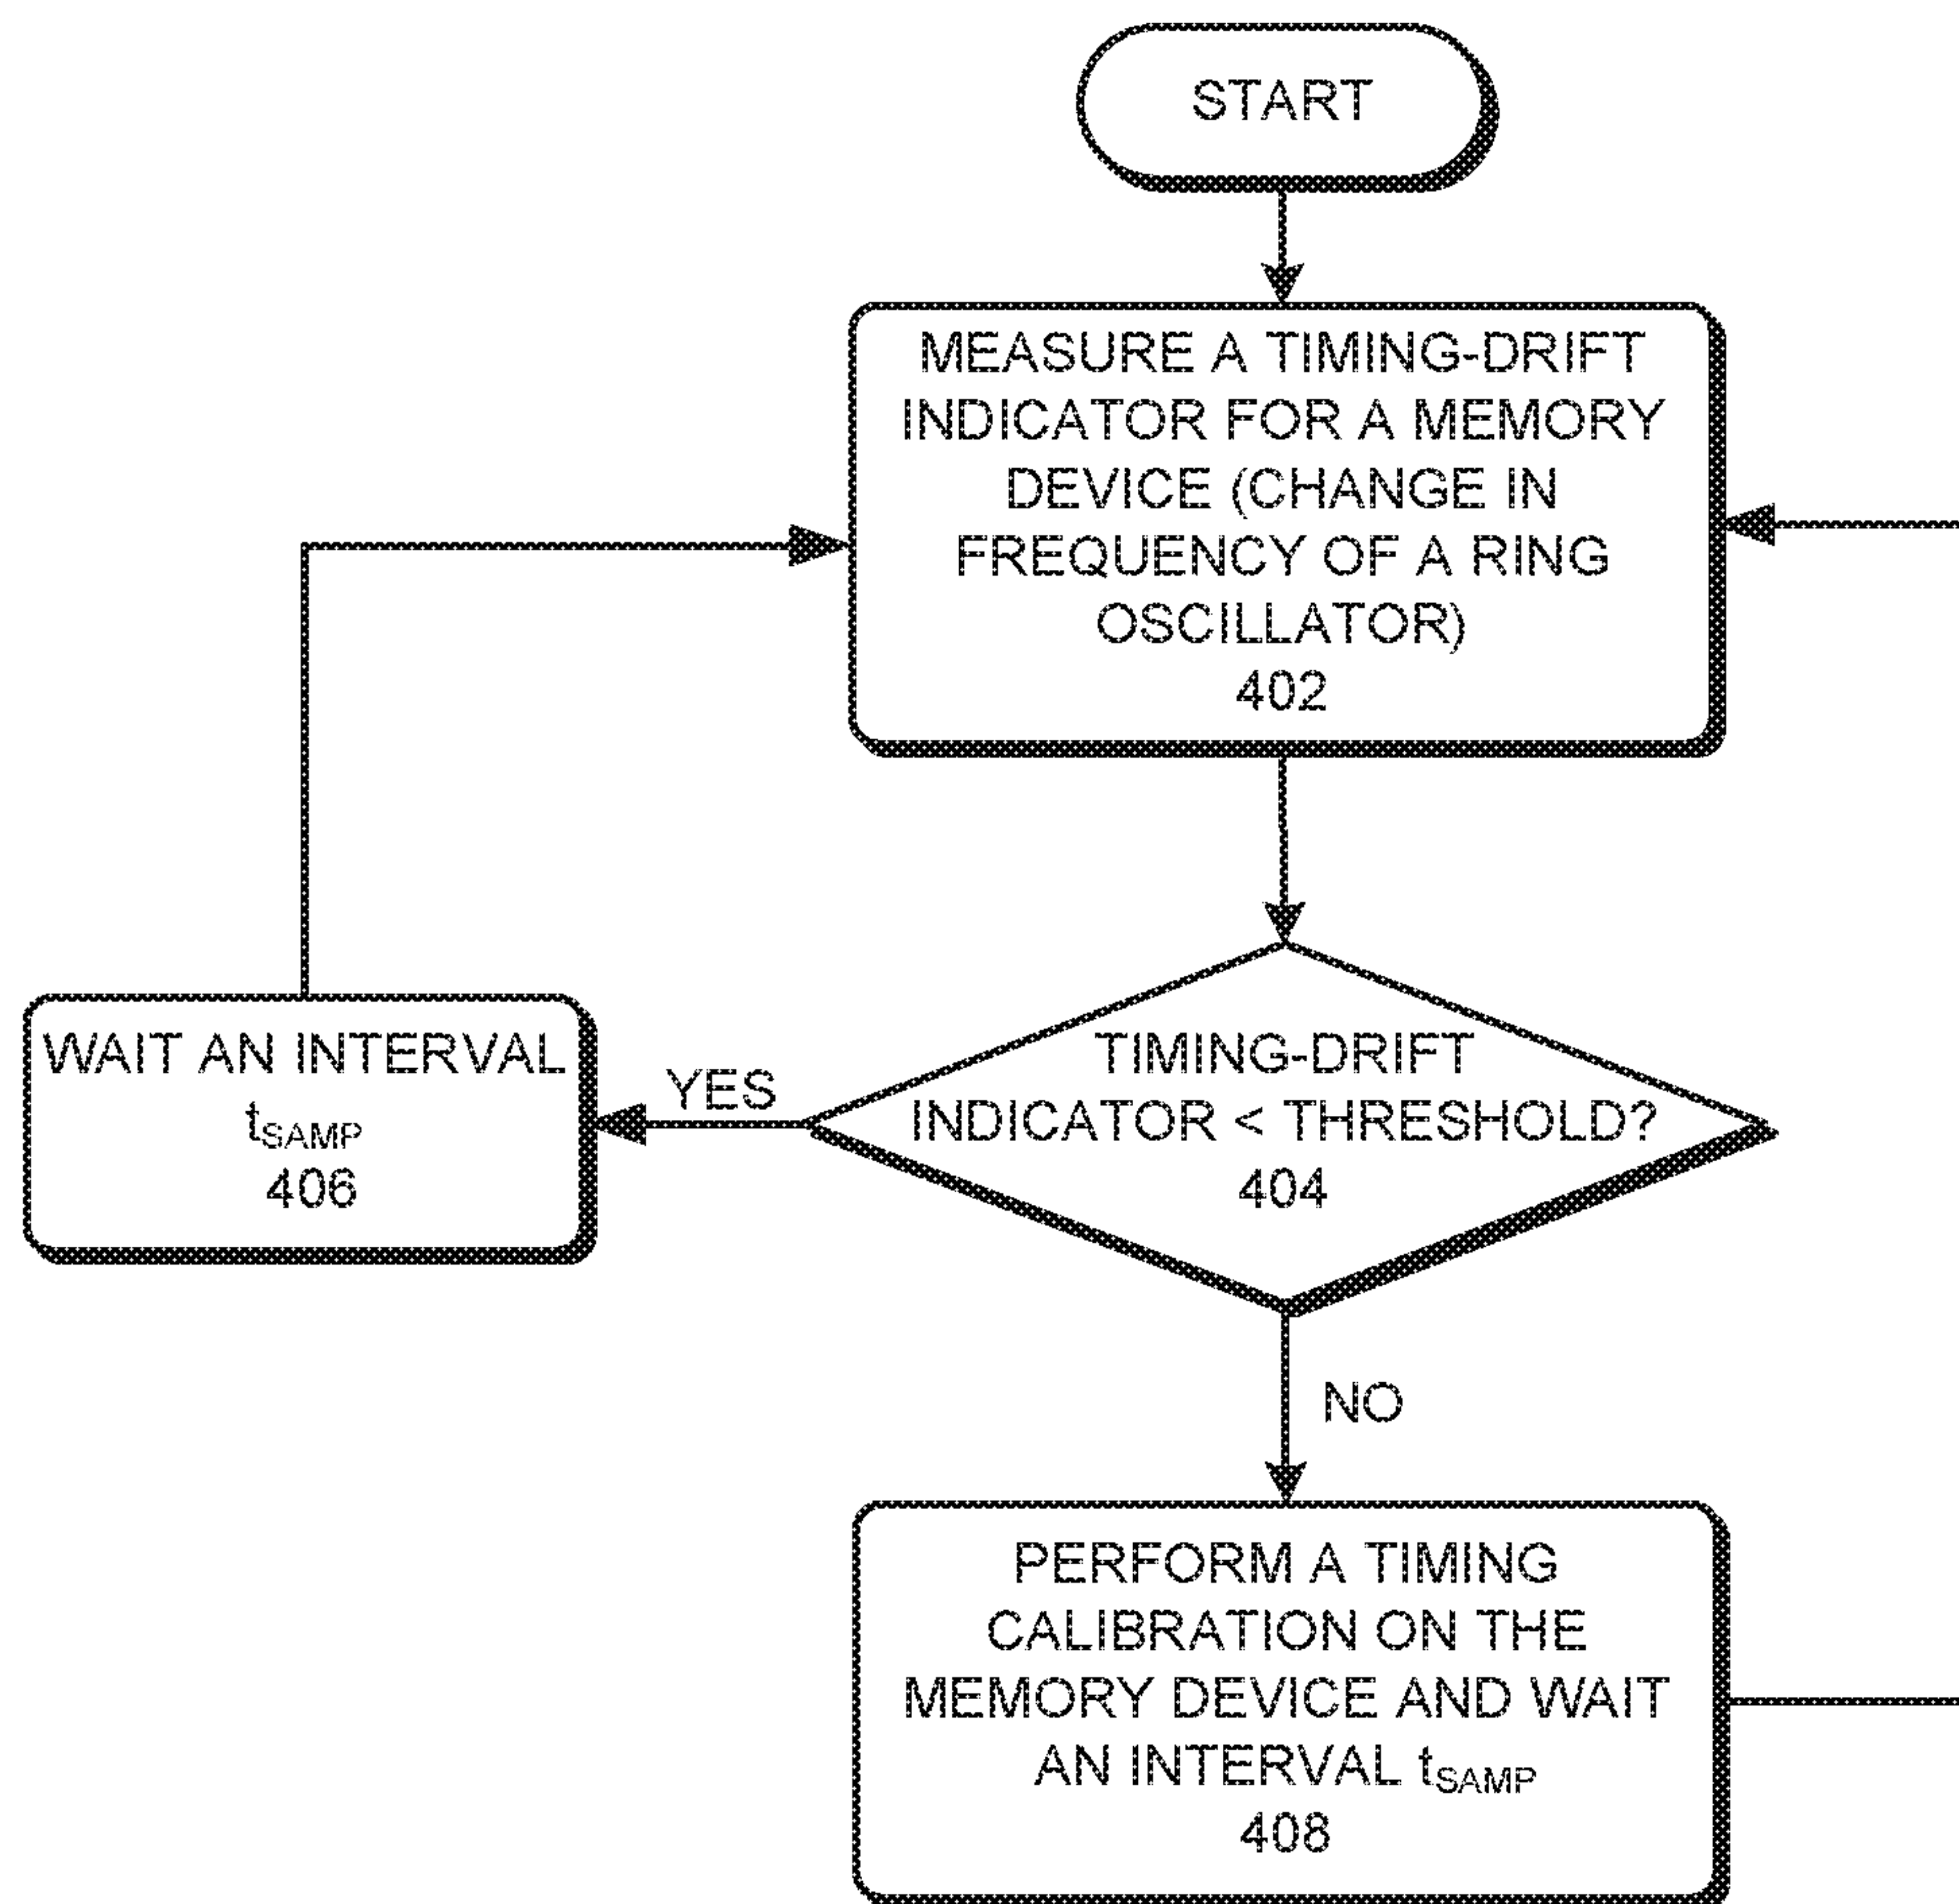 START
MEASURE A TIMING-DRIFT
INDICATOR FOR A MEMORY
DEVICE (CHANGE IN
FREQUENCY OF A RING
OSCILLATOR)
402
WAIT AN INTERVAL
tSAMP
406
YES
TIMING-DRIFT
INDICATOR < THRESHOLD?
404
NO
PERFORM A TIMING
CALIBRATION ON THE
MEMORY DEVICE AND WAIT
AN INTERVAL tSAMP
408